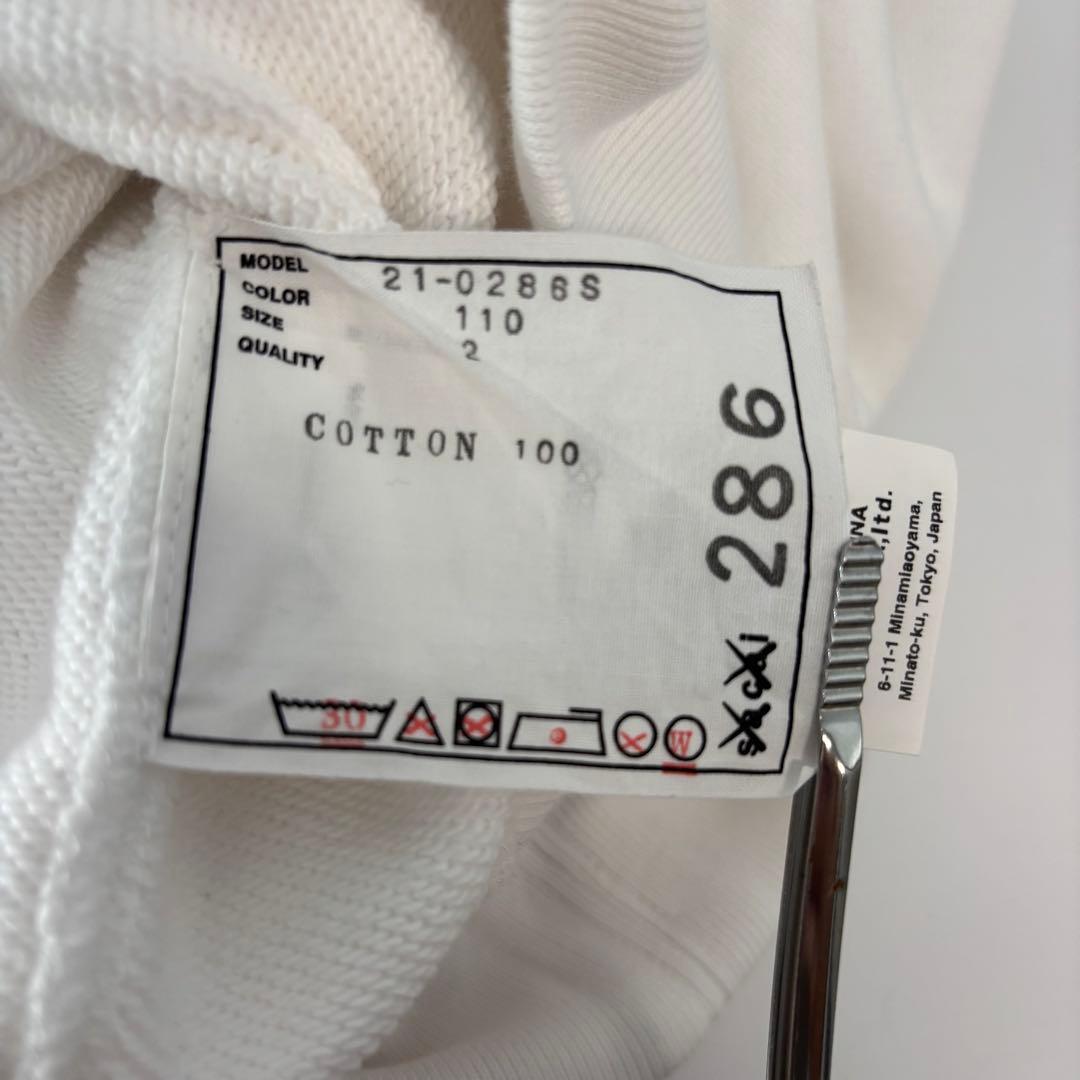 MODEL 21-0286S
COLOR 110
SIZE 2
QUALITY
COTTON 100
286
sacai
30
W
NA
,ltd.
6-11-1 Minamiaoyama,
Minato-ku, Tokyo, Japan